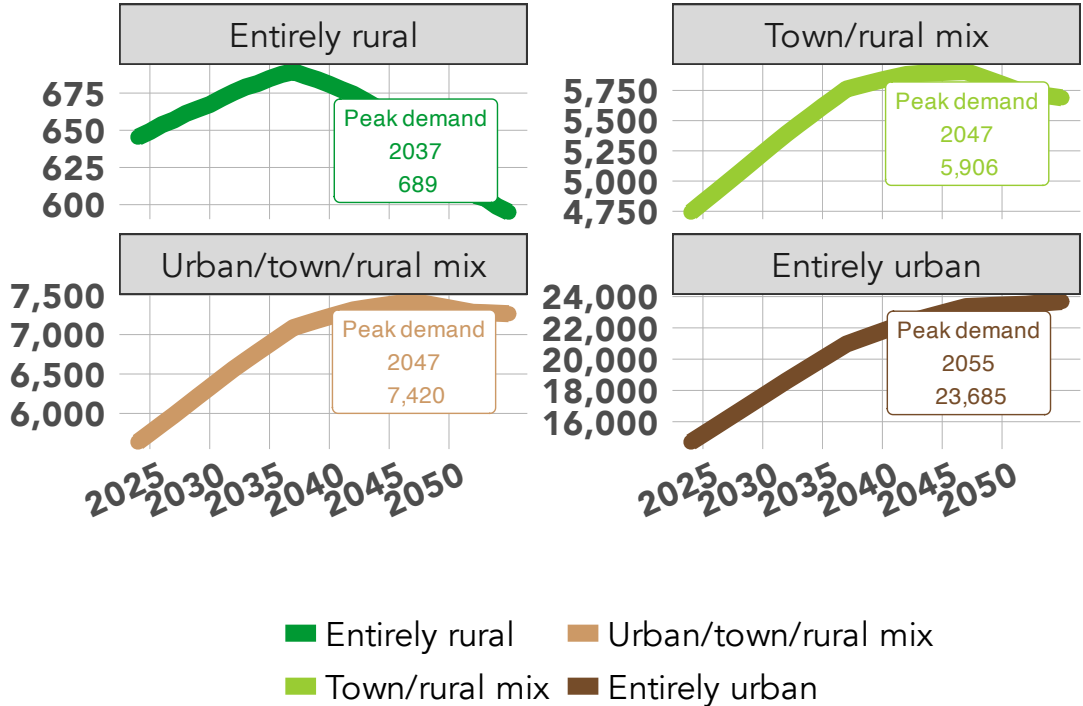 Entirely rural
675
650
625
600
Peak demand
2037
689
Town/rural mix
5,750
5,500
5,250
5,000
4,750
Peak demand
2047
5,906
Urban/town/rural mix
7,500
7,000
6,500
6,000
Peak demand
2047
7,420
2025 2030 2035 2040 2045 2050
Entirely urban
24,000
22,000
20,000
18,000
16,000
Peak demand
2055
23,685
2025 2030 2035 2040 2045 2050
Entirely rural
Urban/town/rural mix
Town/rural mix
Entirely urban